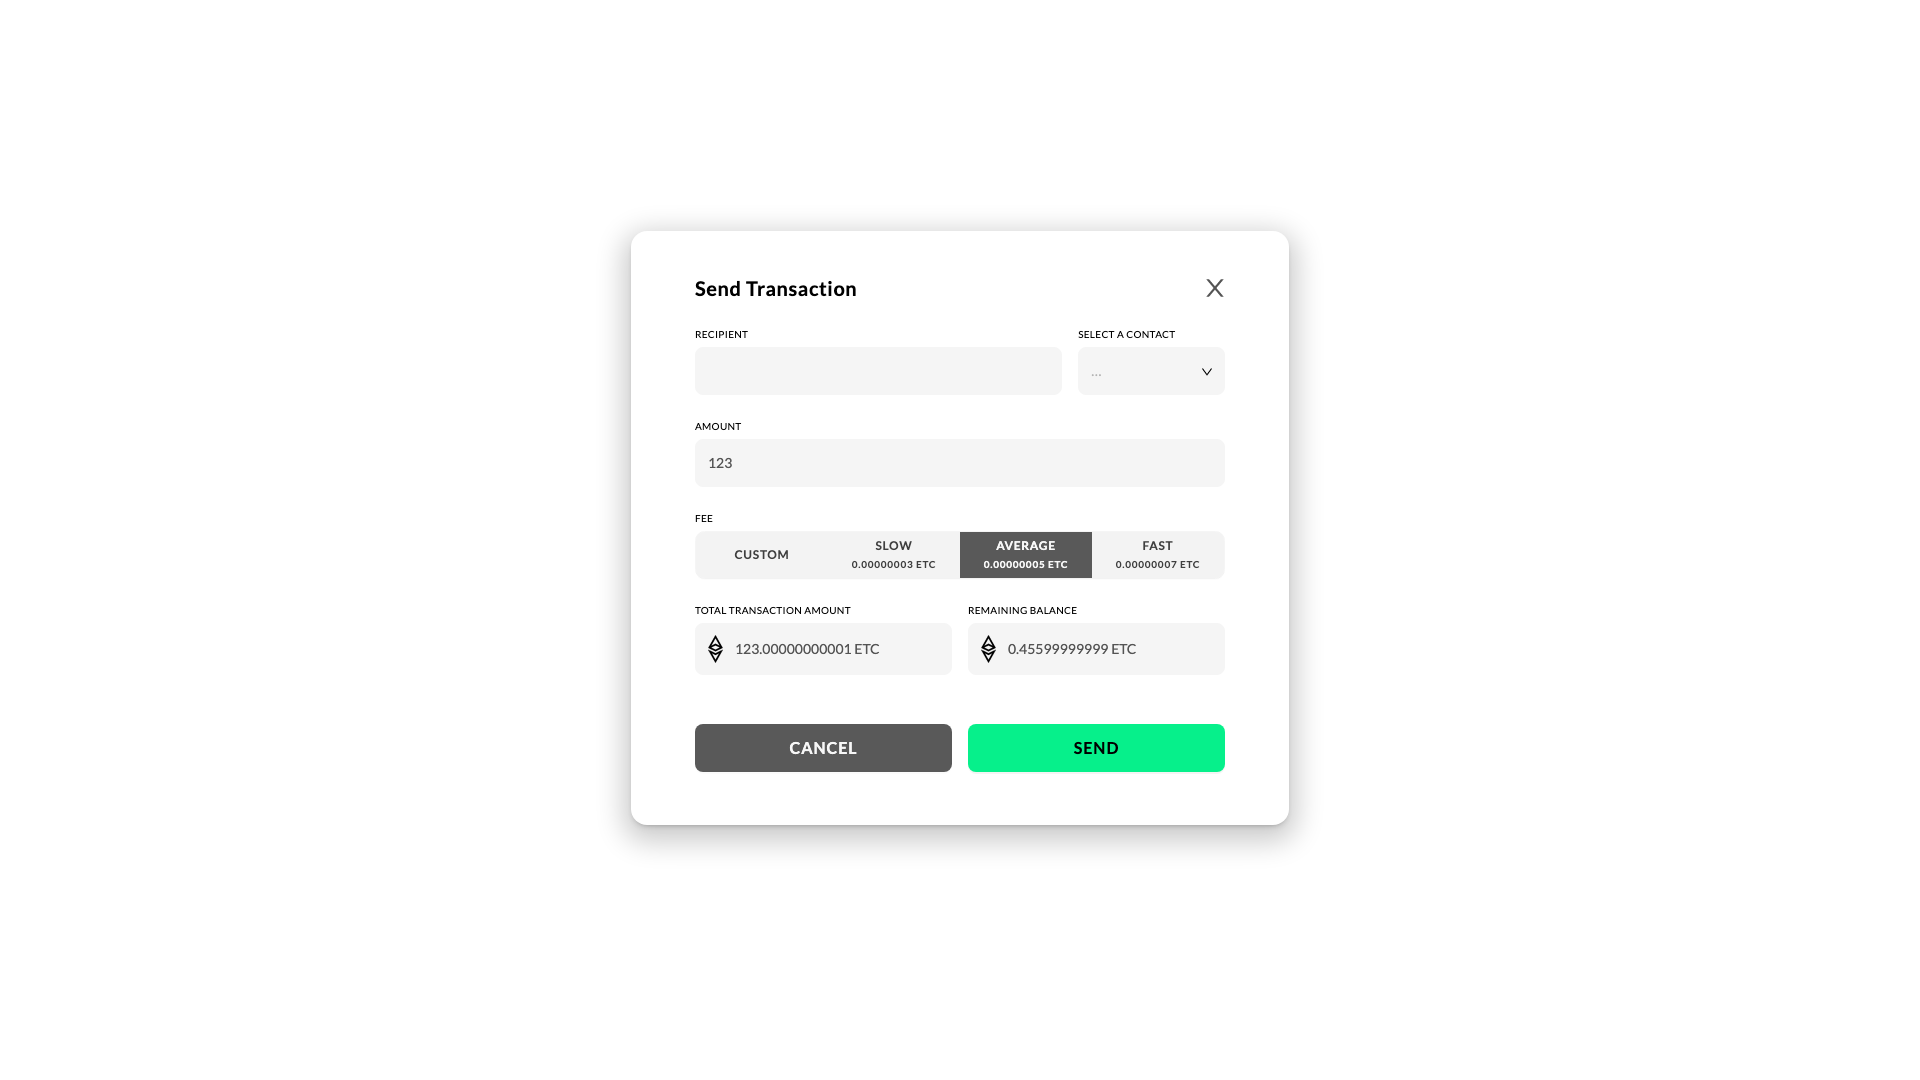 Send Transaction
X
RECIPIENT
SELECT A CONTACT
...
AMOUNT
123
FEE
CUSTOM
SLOW
0.00000003 ETC
AVERAGE
0.00000005 ETC
FAST
0.00000007 ETC
TOTAL TRANSACTION AMOUNT
REMAINING BALANCE
123.00000000001 ETC
0.45599999999 ETC
CANCEL
SEND